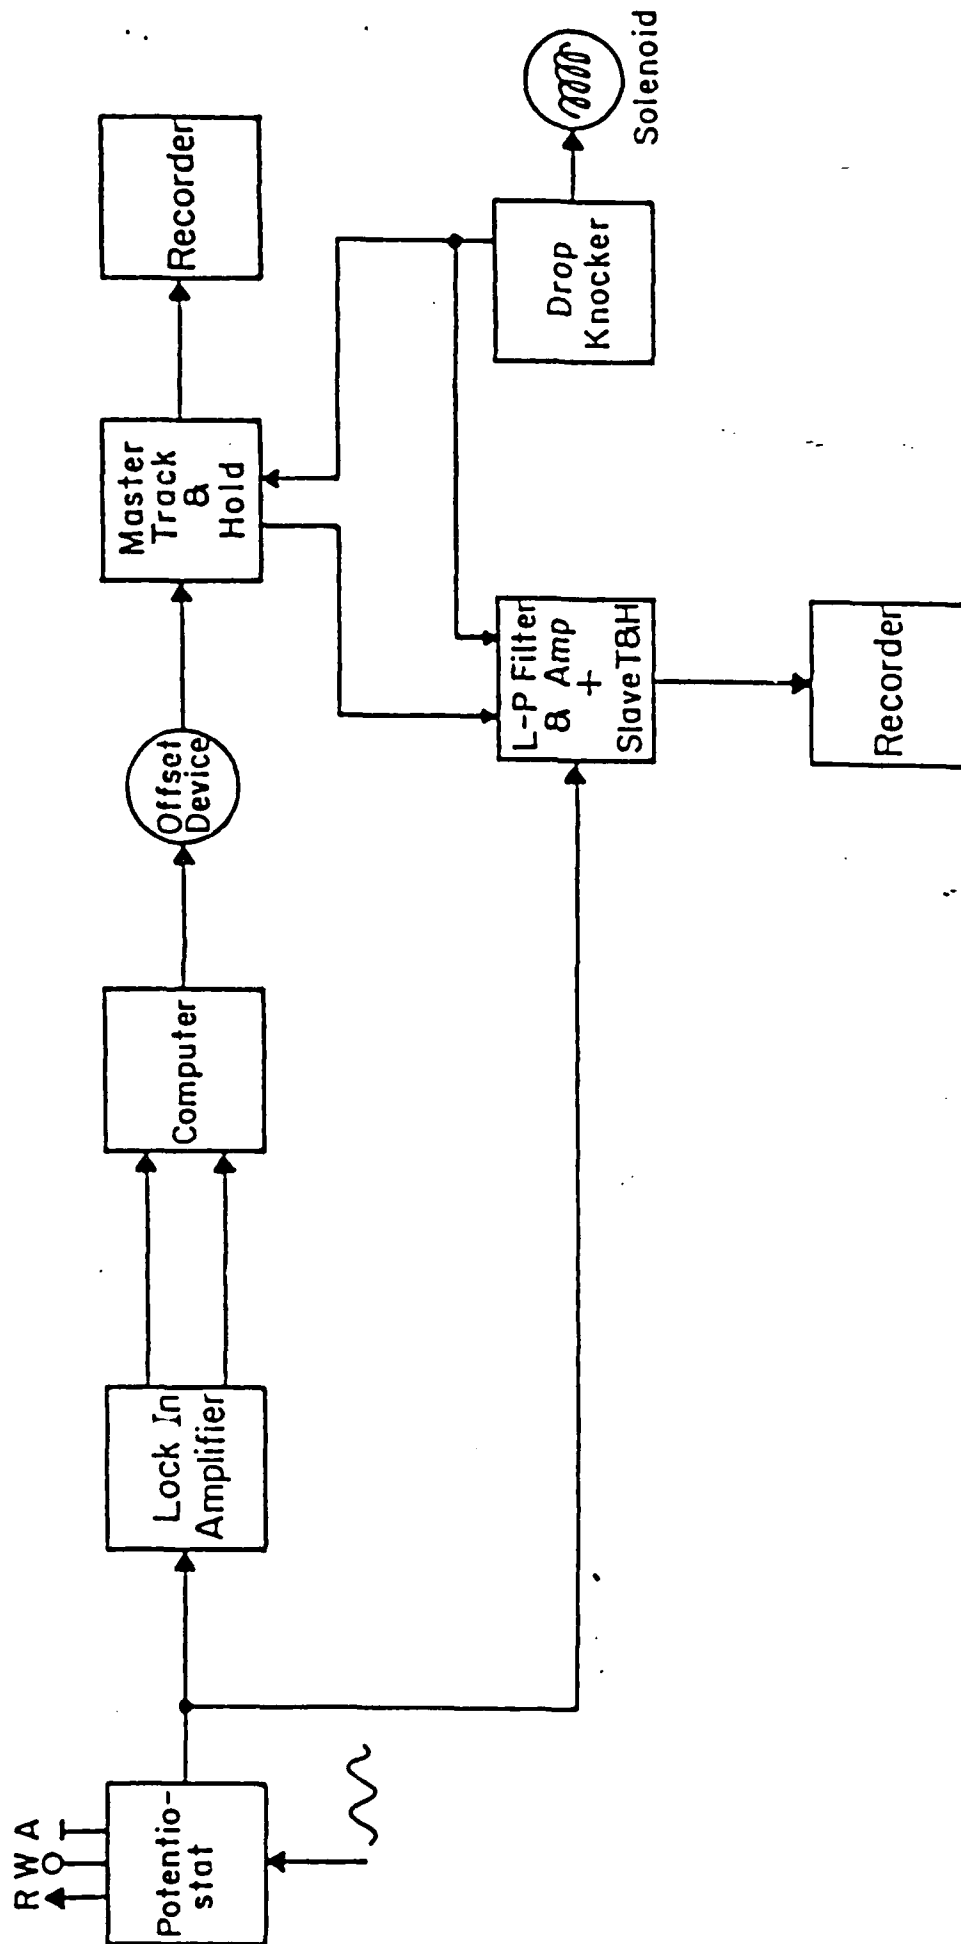 R W A
Potentio-
stat
Lock In
Amplifier
Computer
Offset
Device
Master
Track
&
Hold
Recorder
L-P Filter
& Amp
+
Slave T&H
Drop
Knocker
Solenoid
Recorder